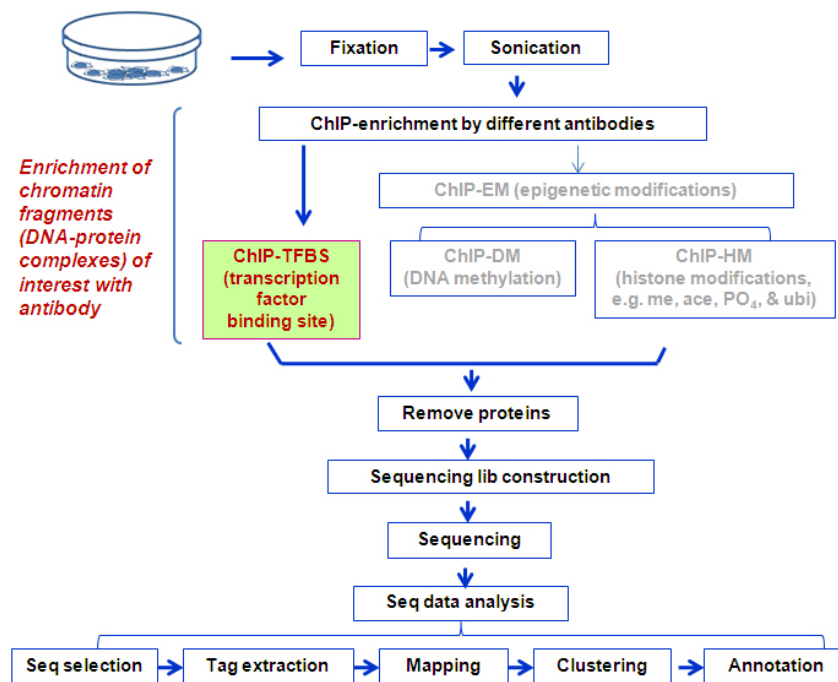 Fixation
Sonication
ChIP-enrichment by different antibodies
Enrichment of
chromatin
fragments
(DNA-protein
complexes) of
interest with
antibody
ChIP-EM (epigenetic modifications)
ChIP-TFBS
(transcription
factor
binding site)
ChIP-DM
(DNA methylation)
ChIP-HM
(histone modifications,
e.g. me, ace, PO₄, & ubi)
Remove proteins
Sequencing lib construction
Sequencing
Seq data analysis
Seq selection
Tag extraction
Mapping
Clustering
Annotation